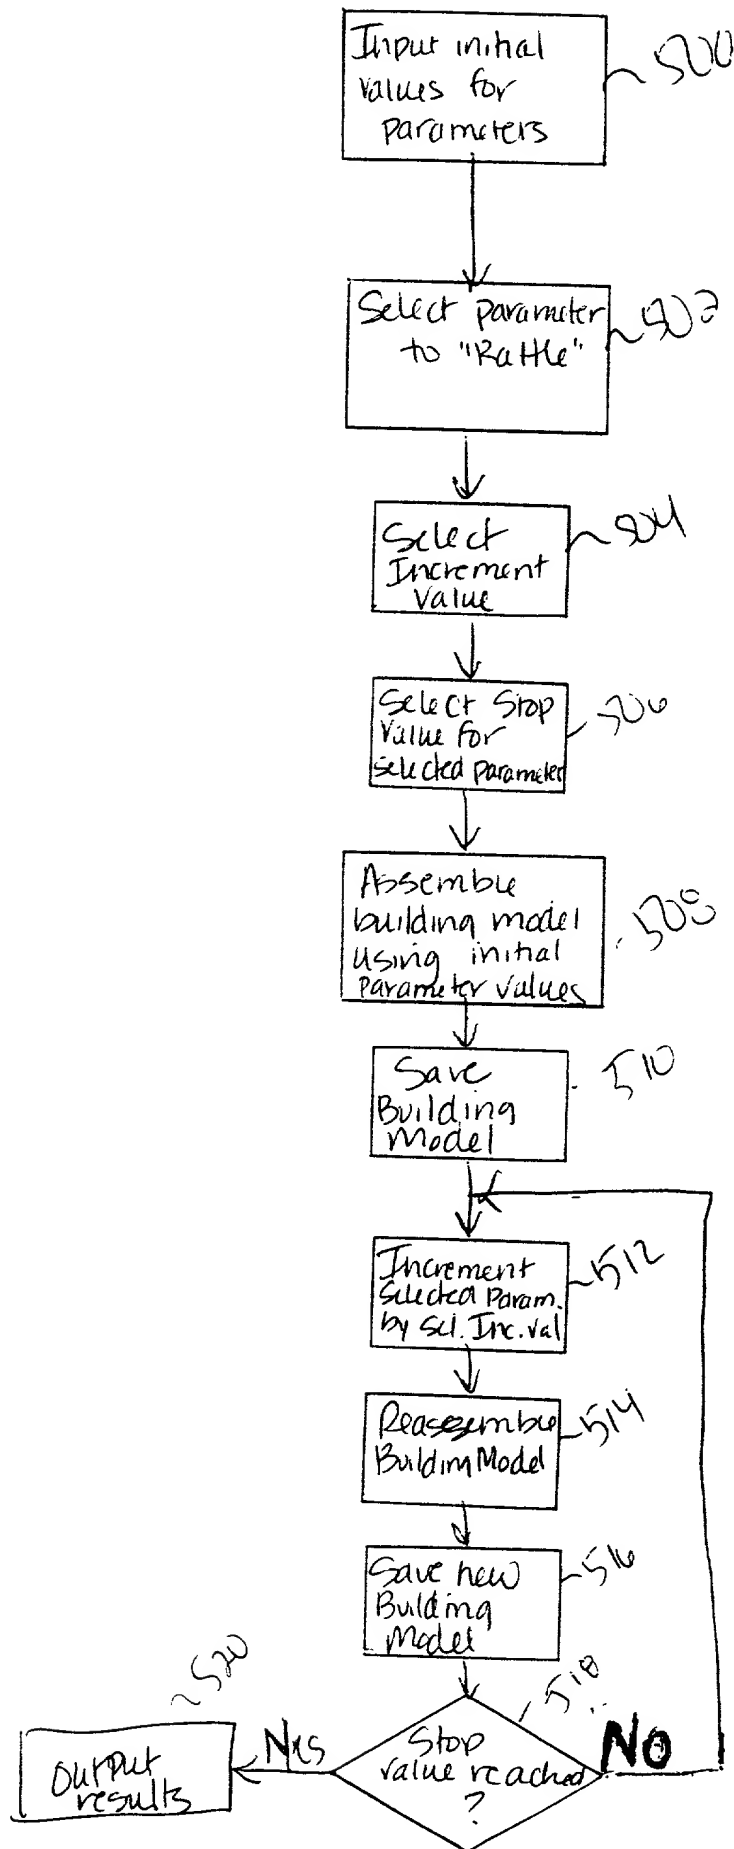 Input initial
values for
parameters
500
Select parameter
to "Rattle"
502
Select
Increment
Value
504
Select Stop
Value for
selected parameter
506
Assemble
building model
using initial
parameter values
508
Save
Building
Model
510
Increment
Selected Param.
by Sel. Inc. val
512
Reassemble
Building Model
514
Save new
Building
Model
516
518
Stop
value reached
?
No
Yes
520
Output
results